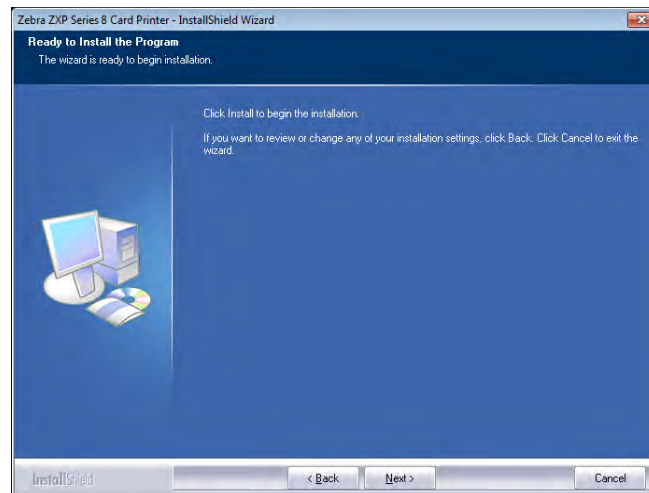 Zebra ZXP Series 8 Card Printer - InstallShield Wizard
Ready to Install the Program
The wizard is ready to begin installation.
Click Install to begin the installation.
If you want to review or change any of your installation settings, click Back. Click Cancel to exit the
wizard.
InstallShield
< Back
Next >
Cancel